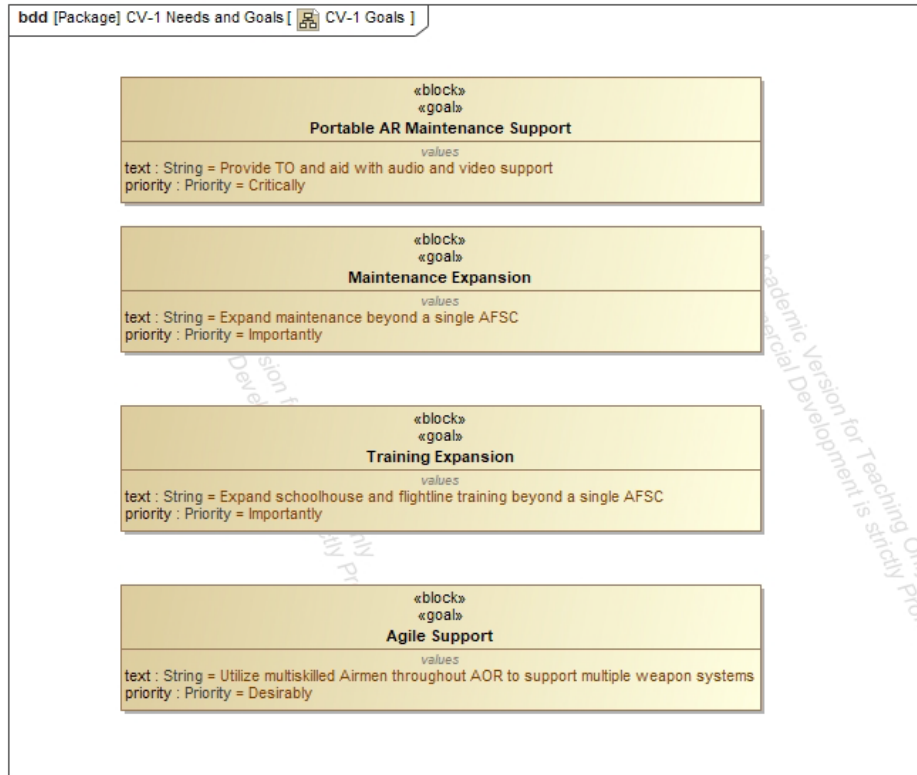 bdd [Package] CV-1 Needs and Goals [ CV-1 Goals ]
«block»
«goal»
Portable AR Maintenance Support
values
text : String = Provide TO and aid with audio and video support
priority : Priority = Critically
«block»
«goal»
Maintenance Expansion
values
text : String = Expand maintenance beyond a single AFSC
priority : Priority = Importantly
«block»
«goal»
Training Expansion
values
text : String = Expand schoolhouse and flightline training beyond a single AFSC
priority : Priority = Importantly
«block»
«goal»
Agile Support
values
text : String = Utilize multiskilled Airmen throughout AOR to support multiple weapon systems
priority : Priority = Desirably
Academic Version for Teaching Only
Development is strictly